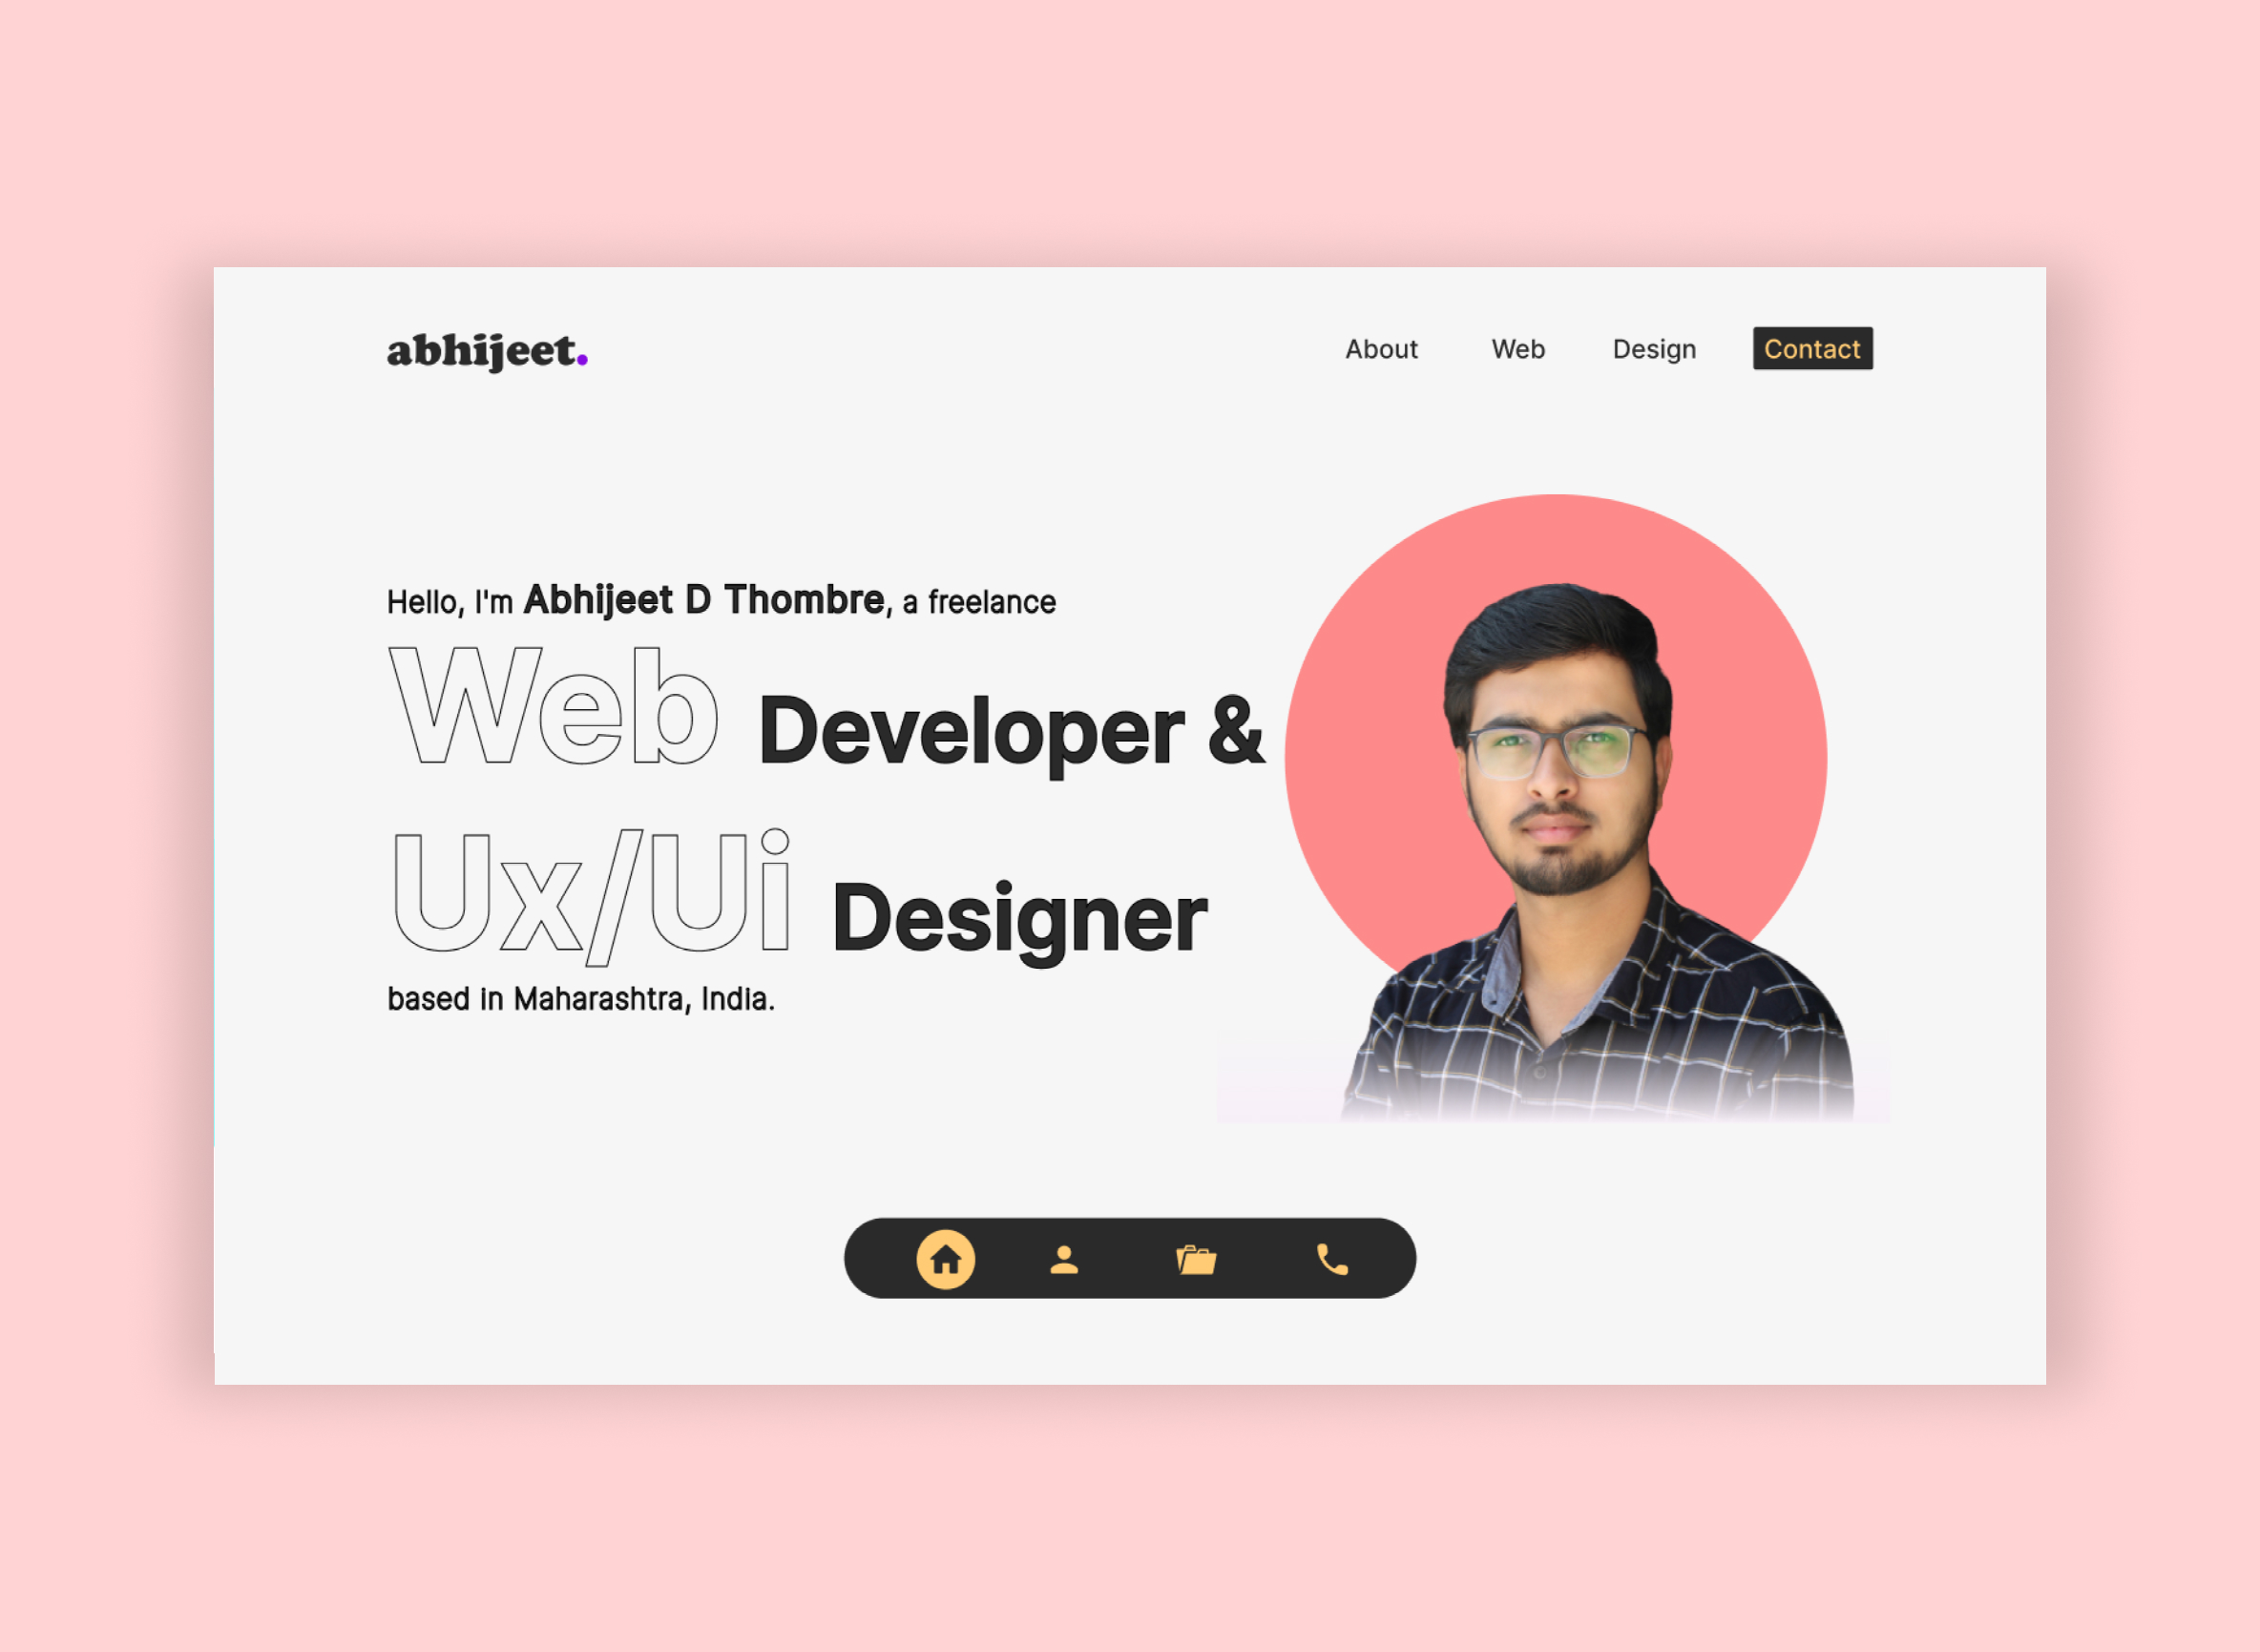 abhijeet.
About Web Design Contact
Hello, I'm Abhijeet D Thombre, a freelance
Web Developer &
Ux/Ui Designer
based in Maharashtra, India.